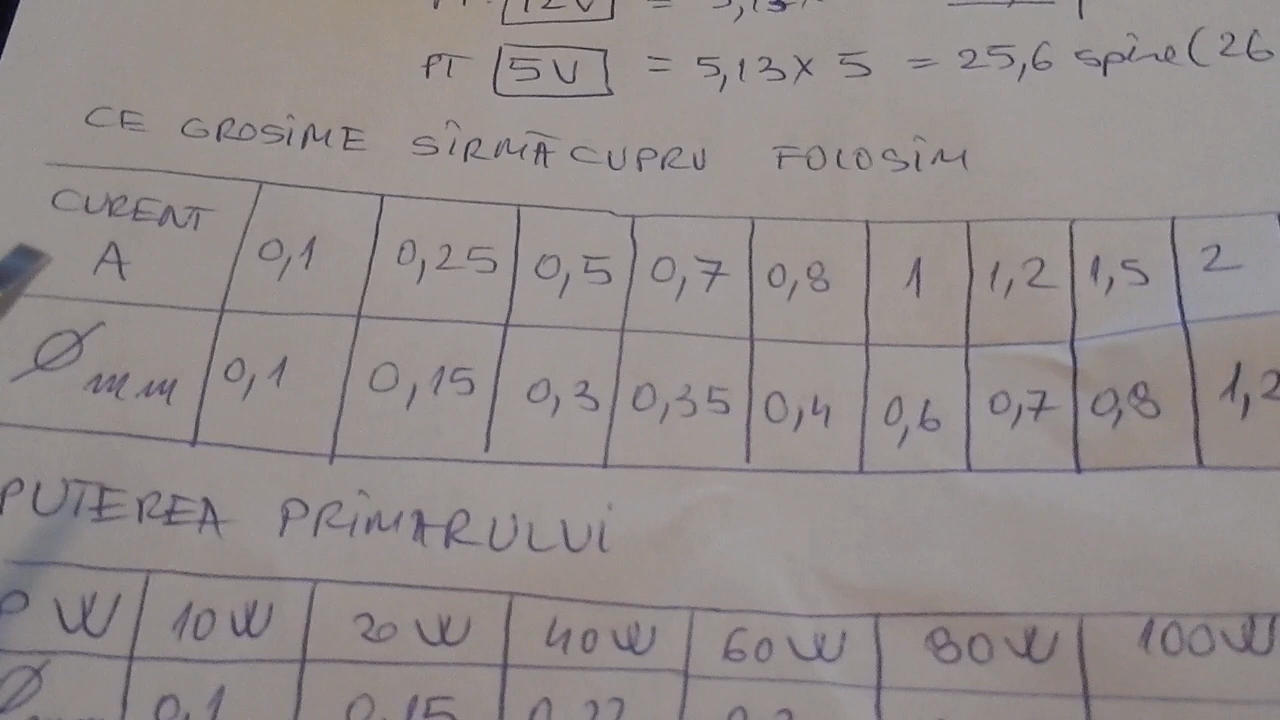 PT 5V = 5,13 x 5 = 25,6 spire (26
CE GROSIME SÎRMĂ CUPRU FOLOSIM
CURENT A 0,1 0,25 0,5 0,7 0,8 1 1,2 1,5 2
Ø mm 0,1 0,15 0,3 0,35 0,4 0,6 0,7 0,8 1,2
PUTEREA PRIMARULUI
P W 10W 20W 40W 60W 80W 100W
Ø 0,1 0,15